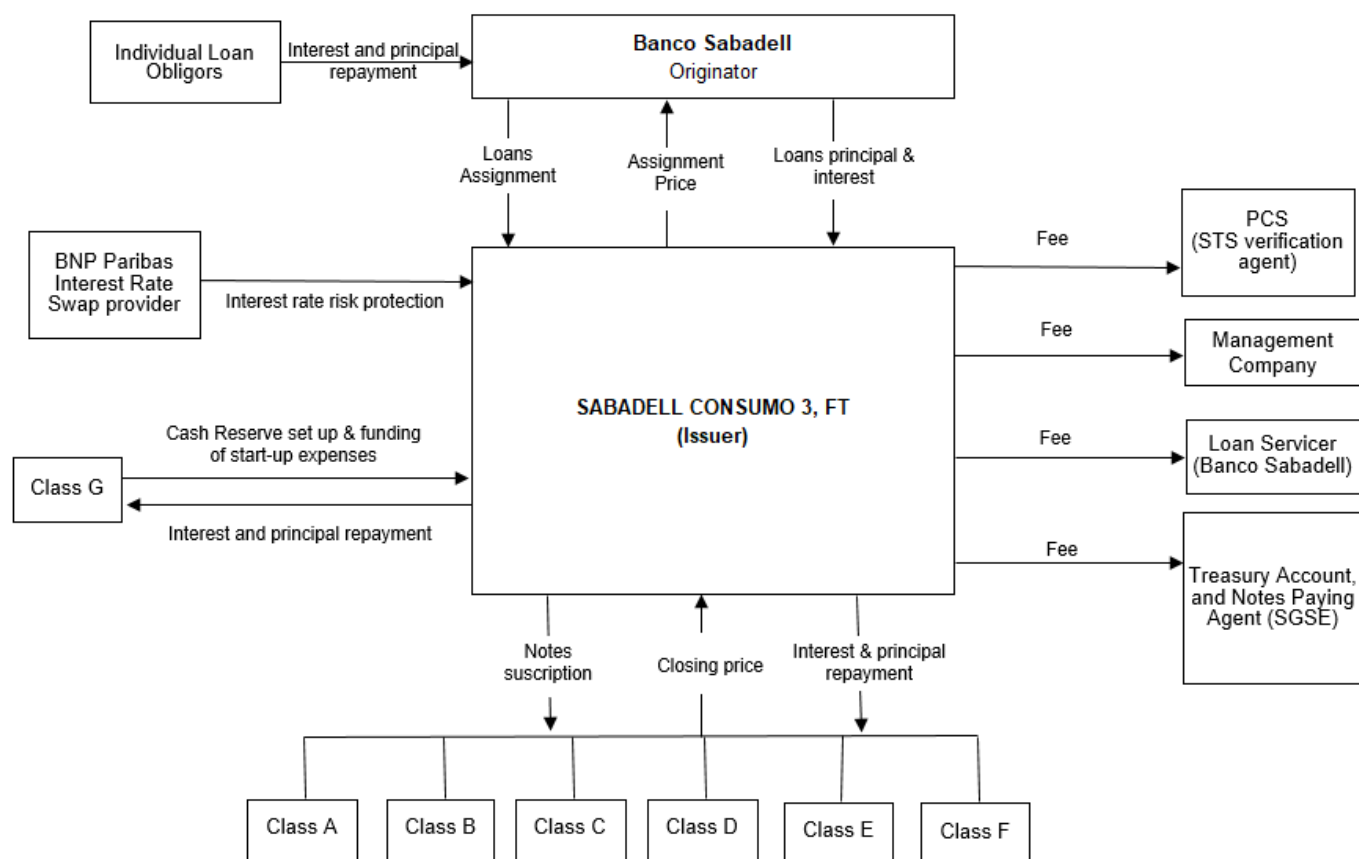 Individual Loan
Obligors
Interest and principal
repayment
Banco Sabadell
Originator
Loans
Assignment
Assignment
Price
Loans principal &
interest
BNP Paribas
Interest Rate
Swap provider
Interest rate risk protection
Fee
PCS
(STS verification
agent)
Fee
Management
Company
SABADELL CONSUMO 3, FT
(Issuer)
Cash Reserve set up & funding
of start-up expenses
Class G
Interest and principal repayment
Fee
Loan Servicer
(Banco Sabadell)
Fee
Treasury Account,
and Notes Paying
Agent (SGSE)
Notes
suscription
Closing price
Interest & principal
repayment
Class A
Class B
Class C
Class D
Class E
Class F